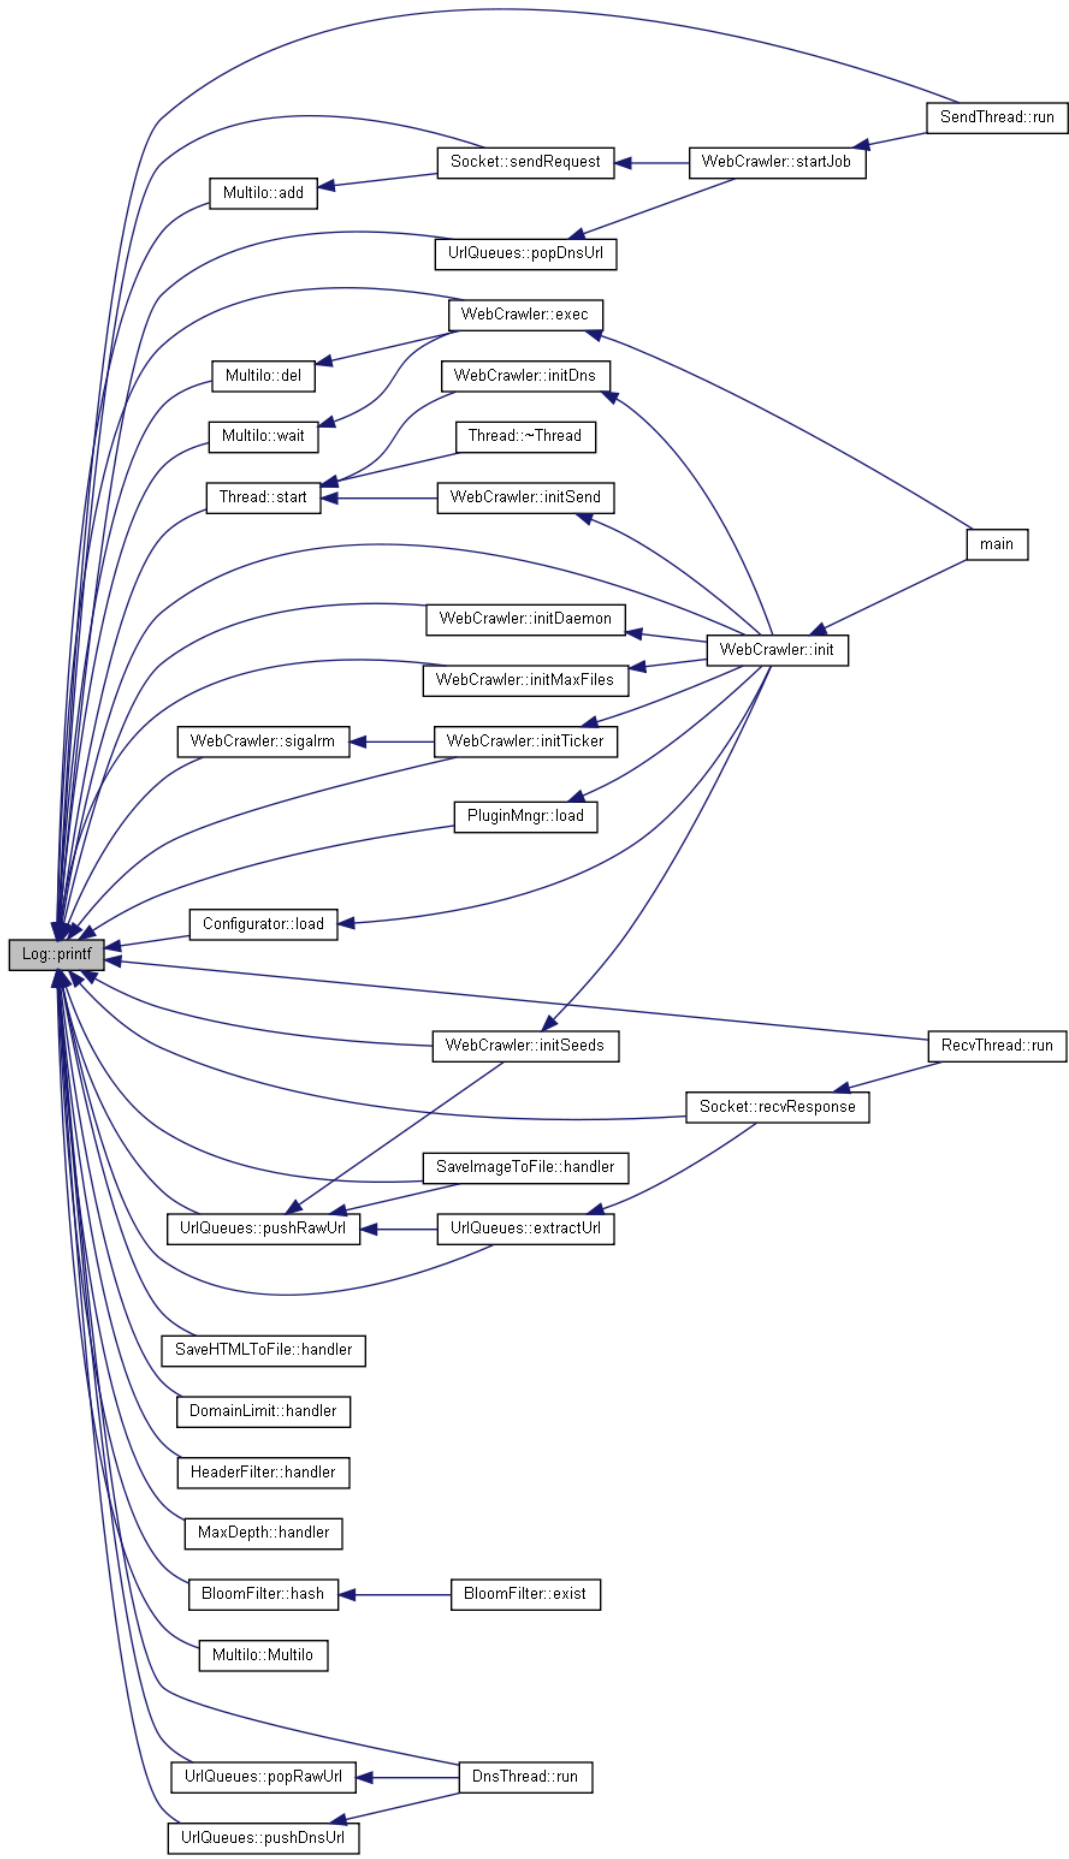 SendThread::run
Socket::sendRequest
WebCrawler::startJob
MultiIo::add
UrlQueues::popDnsUrl
WebCrawler::exec
MultiIo::del
WebCrawler::initDns
MultiIo::wait
Thread::~Thread
Thread::start
WebCrawler::initSend
main
WebCrawler::initDaemon
WebCrawler::init
WebCrawler::initMaxFiles
WebCrawler::sigalrm
WebCrawler::initTicker
PluginMngr::load
Configurator::load
Log::printf
WebCrawler::initSeeds
RecvThread::run
Socket::recvResponse
SaveImageToFile::handler
UrlQueues::pushRawUrl
UrlQueues::extractUrl
SaveHTMLToFile::handler
DomainLimit::handler
HeaderFilter::handler
MaxDepth::handler
BloomFilter::hash
BloomFilter::exist
MultiIo::MultiIo
UrlQueues::popRawUrl
DnsThread::run
UrlQueues::pushDnsUrl